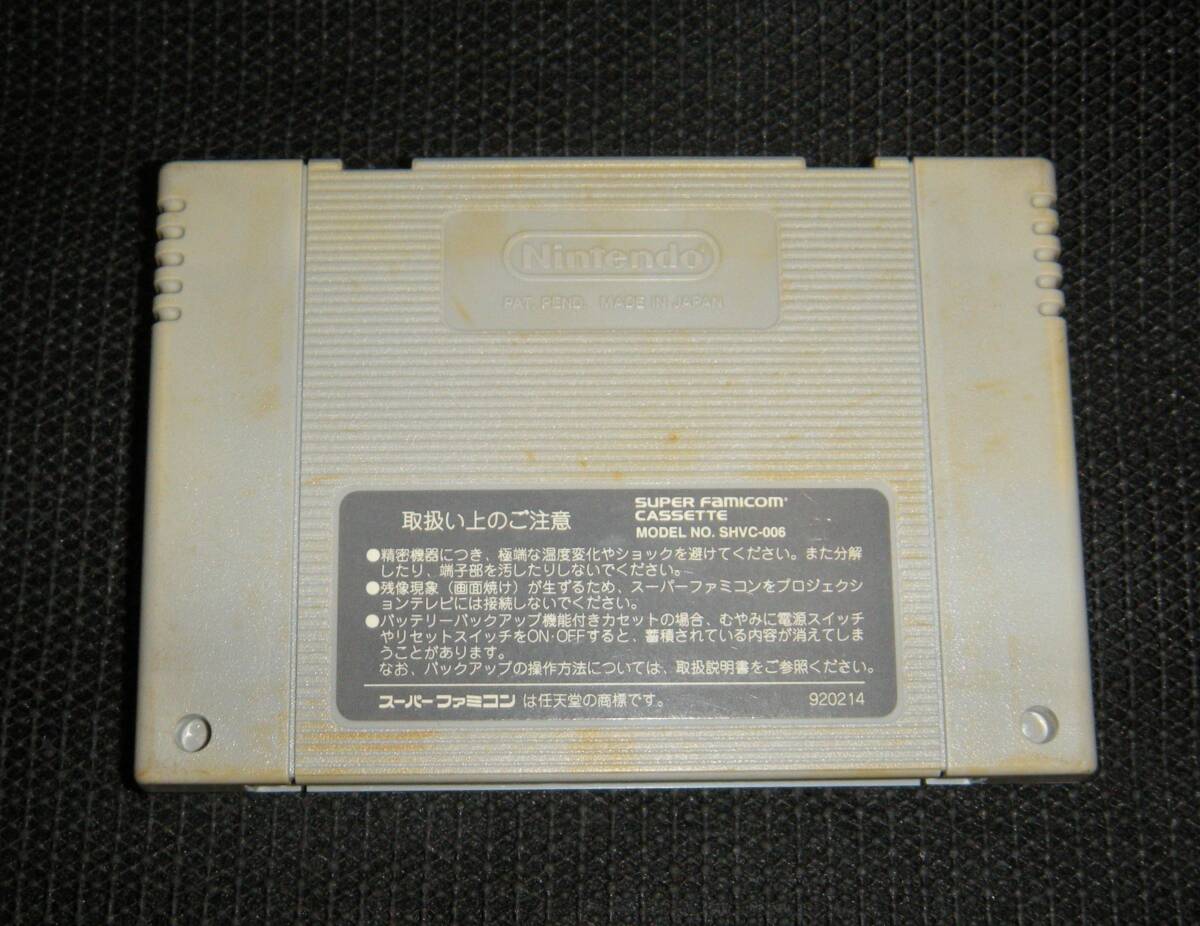 Nintendo
PAT. PEND. MADE IN JAPAN
取扱い上のご注意
SUPER FamicoM
CASSETTE
MODEL NO. SHVC-006
●精密機器につき、極端な温度変化やショックを避けてください。また分解
したり、端子部を汚したりしないでください。
●残像現象（画面焼け）が生ずるため、スーパーファミコンをプロジェクシ
ョンテレビには接続しないでください。
●バッテリーバックアップ機能付きカセットの場合、むやみに電源スイッチ
やリセットスイッチをON・OFFすると、蓄積されている内容が消えてしま
うことがあります。
なお、バックアップの操作方法については、取扱説明書をご参照ください。
スーパーファミコン は任天堂の商標です。 920214